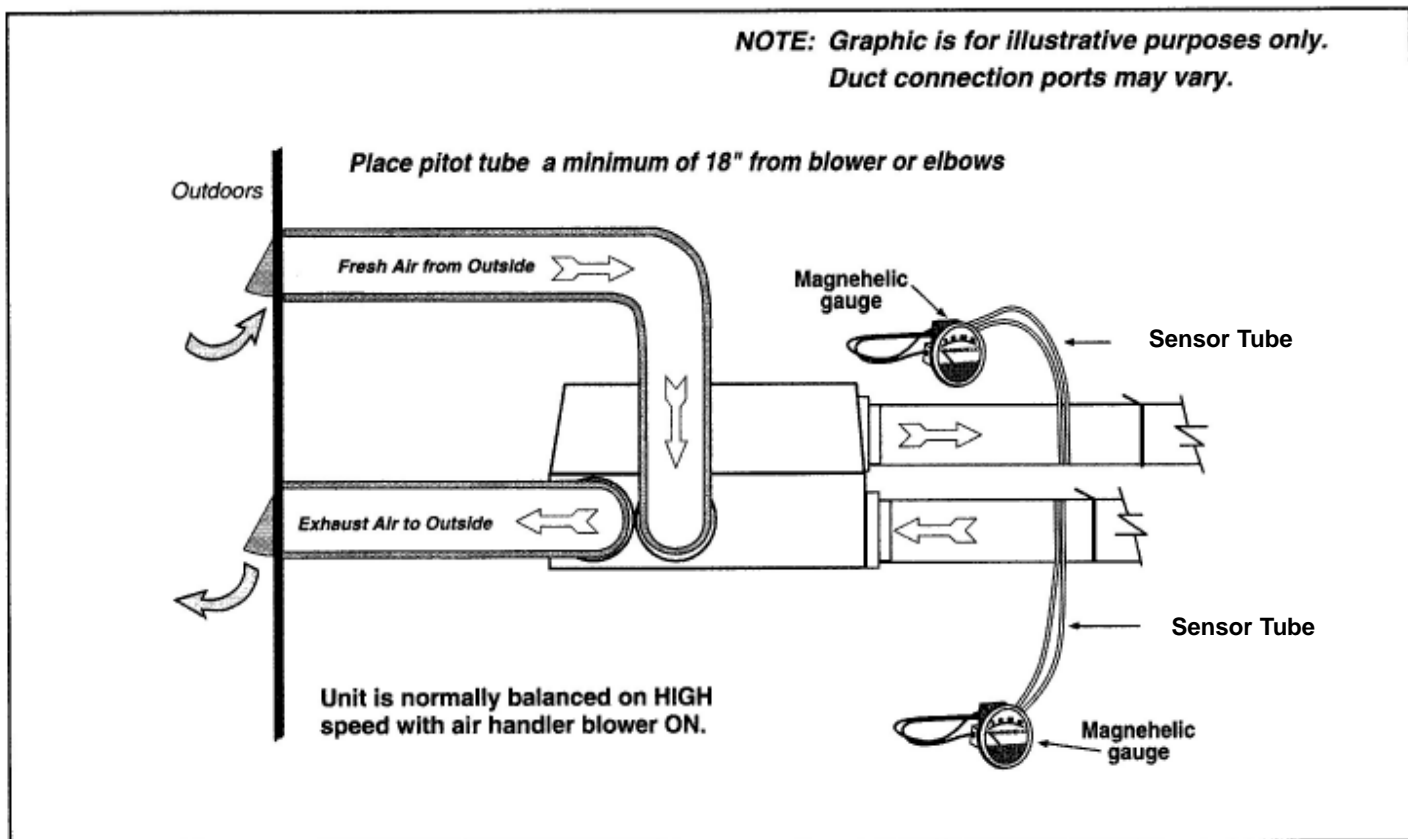 NOTE: Graphic is for illustrative purposes only.
Duct connection ports may vary.
Place pitot tube a minimum of 18" from blower or elbows
Outdoors
Fresh Air from Outside
Magnehelic
gauge
Sensor Tube
Exhaust Air to Outside
Sensor Tube
Unit is normally balanced on HIGH
speed with air handler blower ON.
Magnehelic
gauge